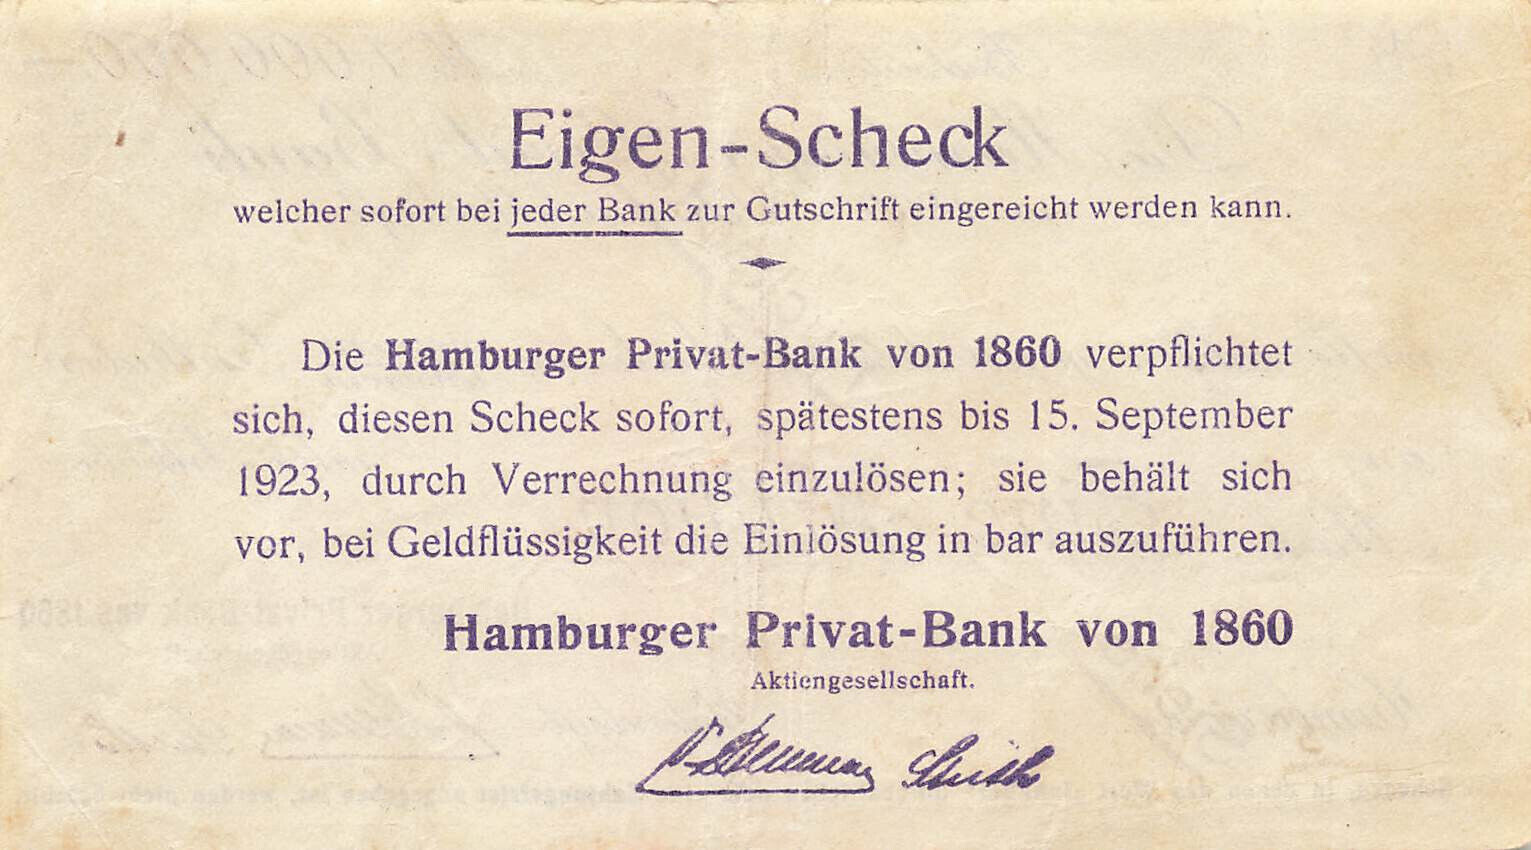 Eigen-Scheck
welcher sofort bei jeder Bank zur Gutschrift eingereicht werden kann.
Die Hamburger Privat-Bank von 1860 verpflichtet
sich, diesen Scheck sofort, spätestens bis 15. September
1923, durch Verrechnung einzulösen; sie behält sich
vor, bei Geldflüssigkeit die Einlösung in bar auszuführen.
Hamburger Privat-Bank von 1860
Aktiengesellschaft.